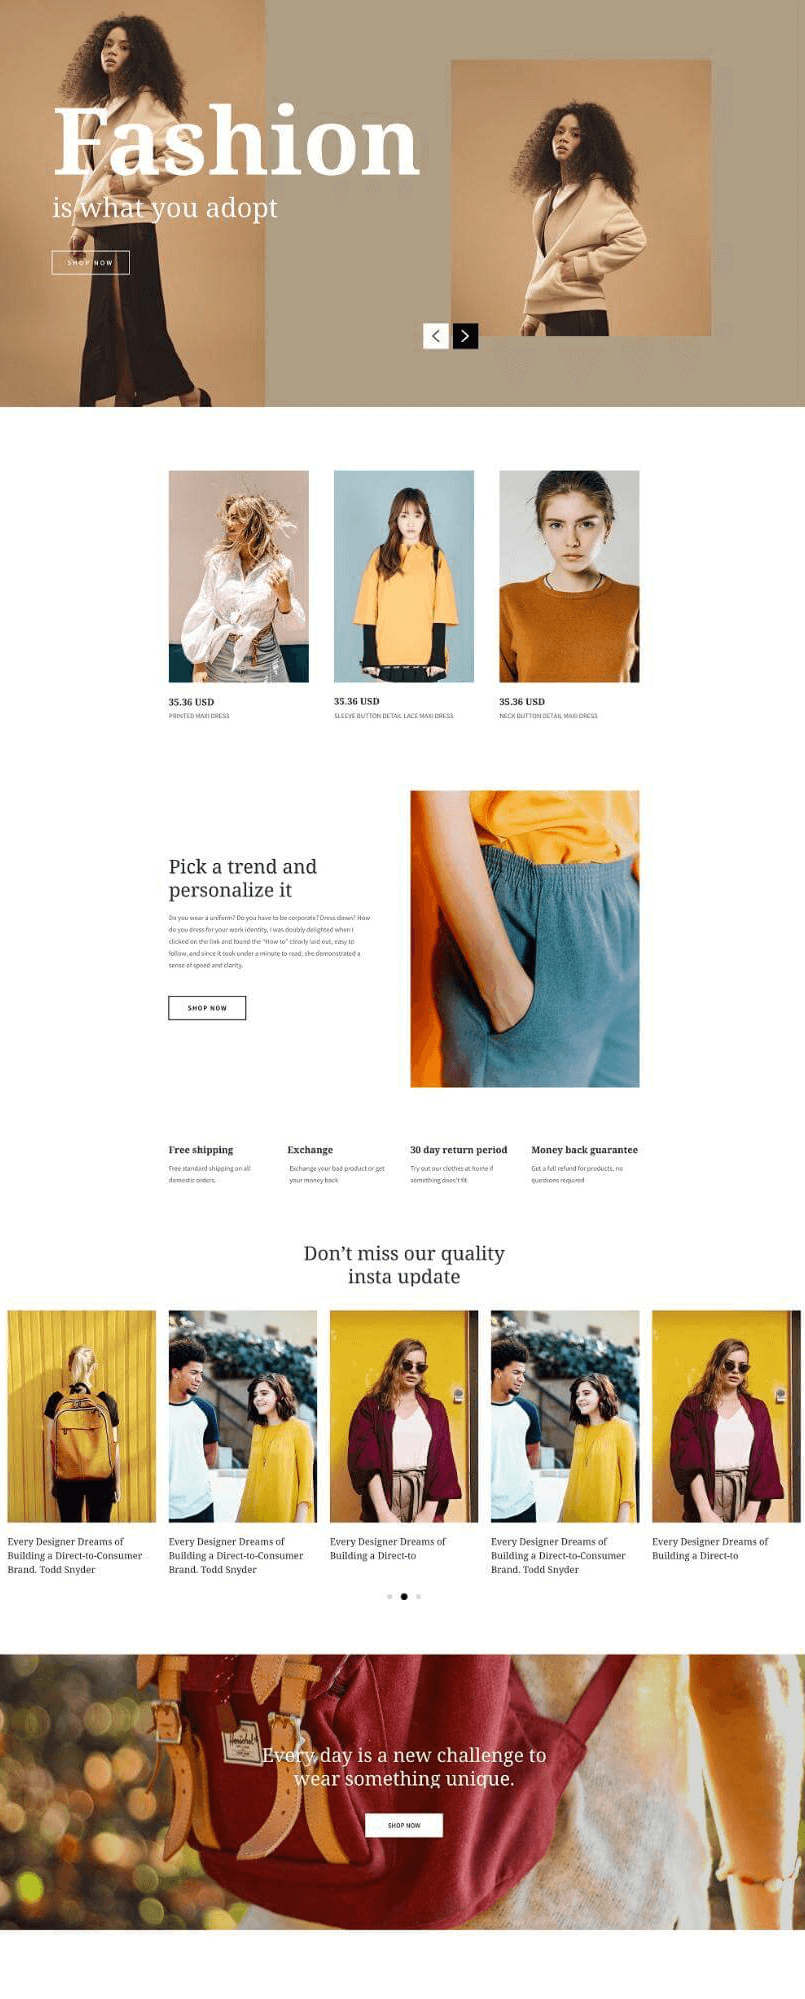 Fashion
is what you adopt
SHOP NOW
35.36 USD
PRINTED MAXI DRESS
35.36 USD
SLEEVE BUTTON DETAIL LACE MAXI DRESS
35.36 USD
NECK BUTTON DETAIL MAXI DRESS
Pick a trend and
personalize it
Do you wear a uniform? Do you have to be corporate? Dress down? How
do you dress for your work identity, I was doubly delighted when I
clicked on the link and found the "How to" clearly laid out, easy to
follow, and since it took under a minute to read, she demonstrated a
sense of speed and clarity.
SHOP NOW
Free shipping
Free standard shipping on all
domestic orders.
Exchange
Exchange your bad product or get
your money back
30 day return period
Try out our clothes at home if
something does't fit.
Money back guarantee
Get a full refund for products, no
questions required
Don't miss our quality
insta update
Every Designer Dreams of
Building a Direct-to-Consumer
Brand. Todd Snyder
Every Designer Dreams of
Building a Direct-to-Consumer
Brand. Todd Snyder
Every Designer Dreams of
Building a Direct-to
Every Designer Dreams of
Building a Direct-to-Consumer
Brand. Todd Snyder
Every Designer Dreams of
Building a Direct-to
Herschel
Every day is a new challenge to
wear something unique.
SHOP NOW